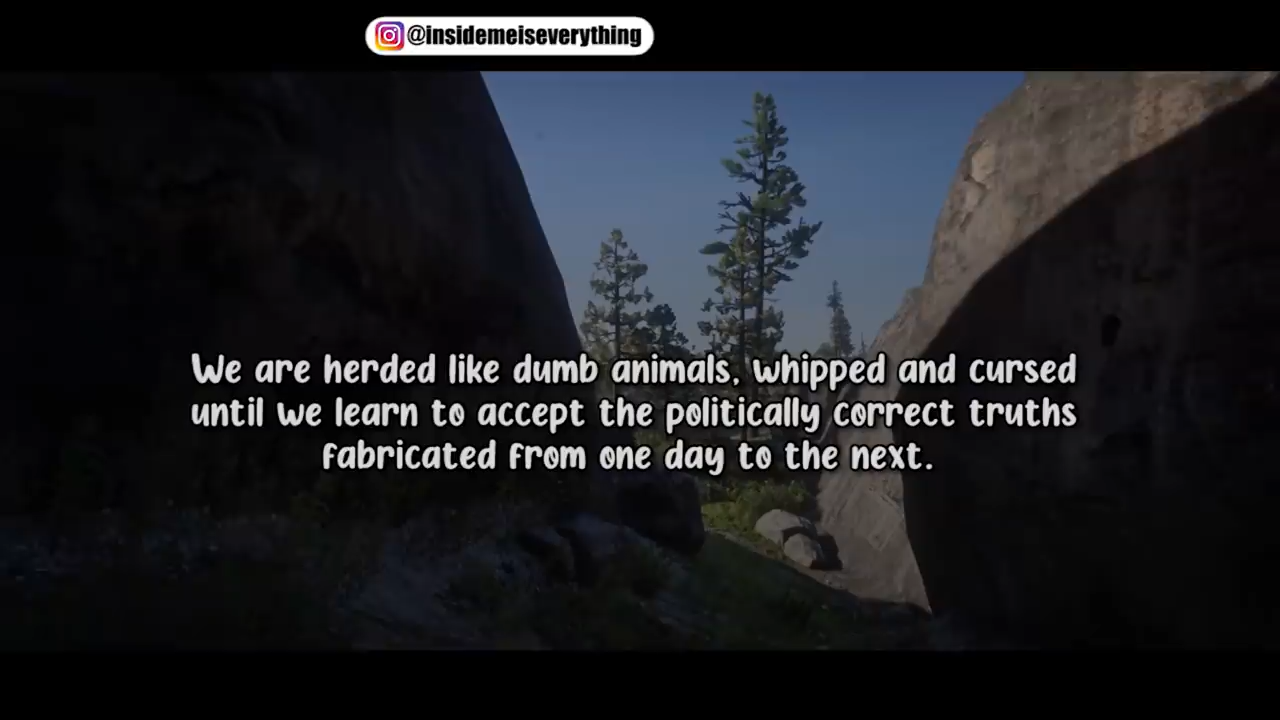 @insidemeiseverything
We are herded like dumb animals, whipped and cursed
until we learn to accept the politically correct truths
fabricated from one day to the next.